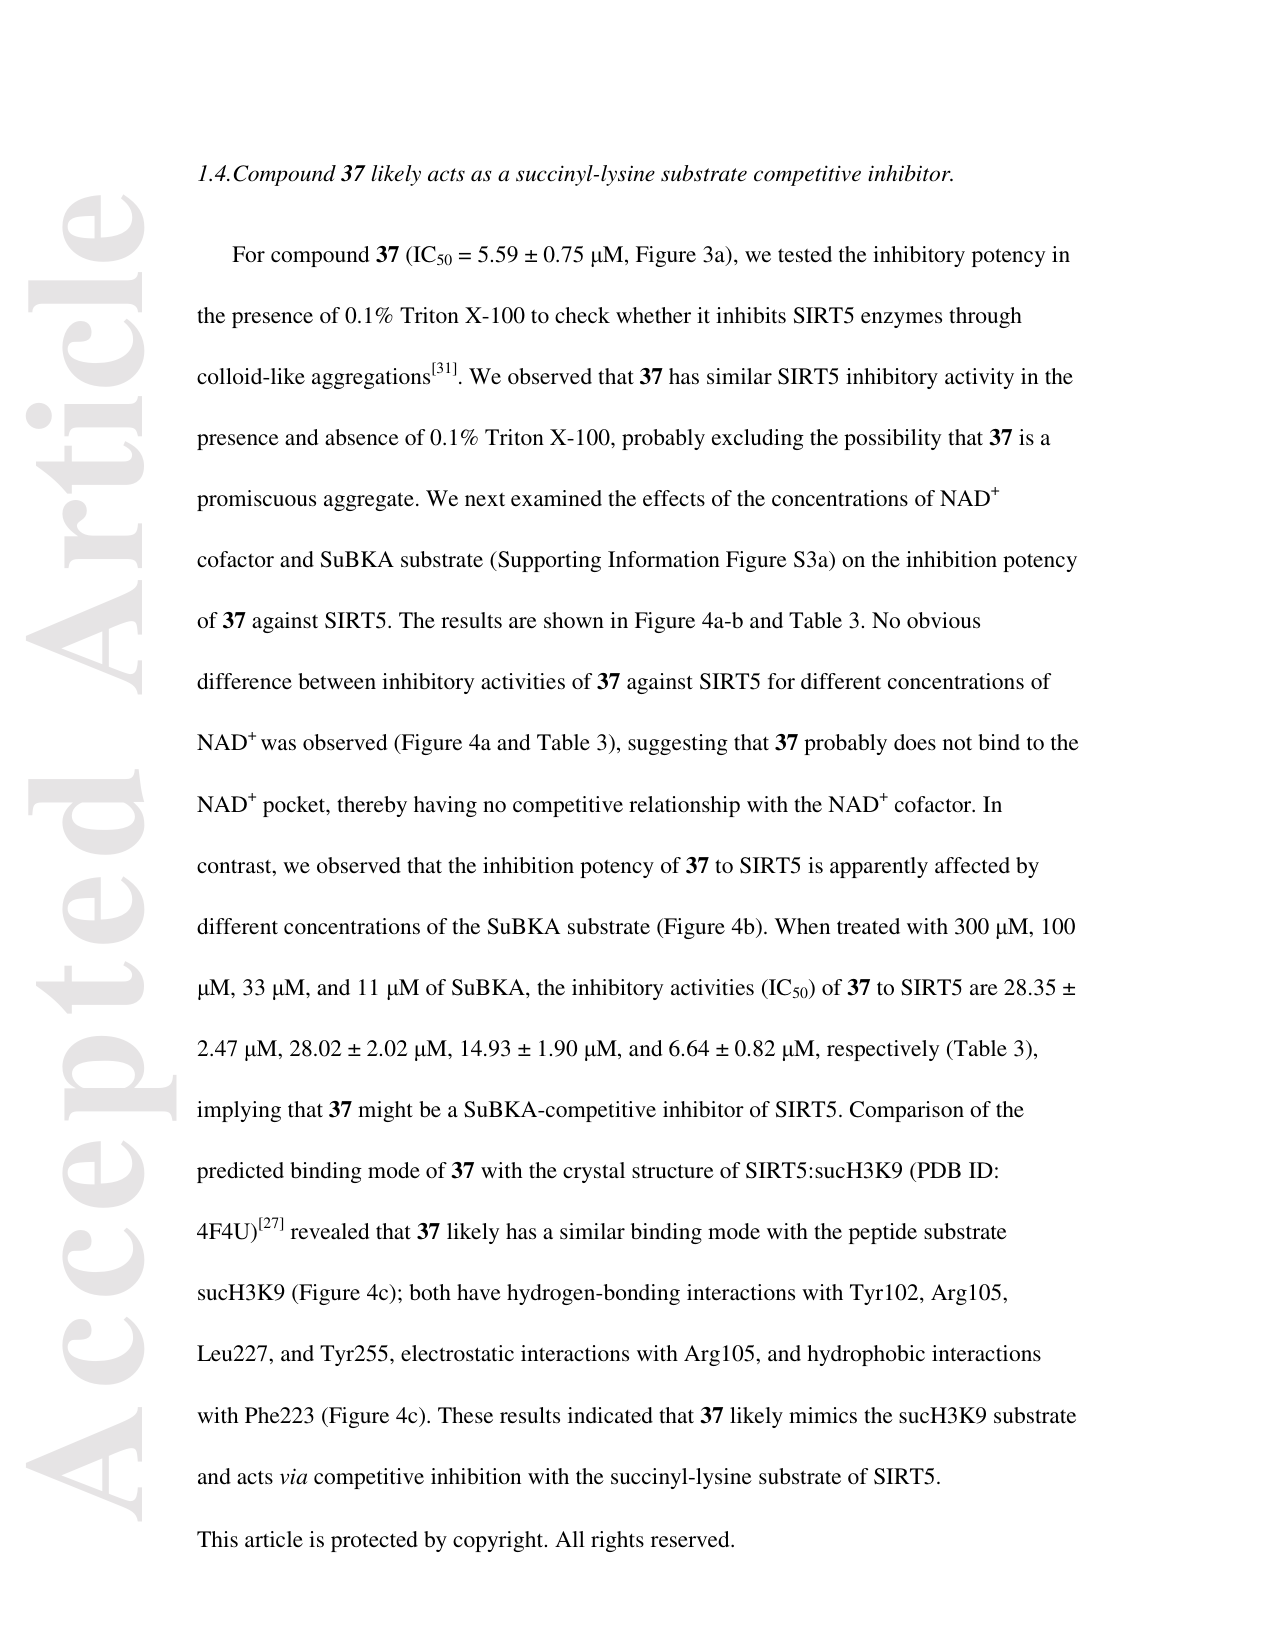 Accepted Article
1.4.Compound 37 likely acts as a succinyl-lysine substrate competitive inhibitor.
For compound 37 (IC50 = 5.59 ± 0.75 μM, Figure 3a), we tested the inhibitory potency in
the presence of 0.1% Triton X-100 to check whether it inhibits SIRT5 enzymes through
colloid-like aggregations[31]. We observed that 37 has similar SIRT5 inhibitory activity in the
presence and absence of 0.1% Triton X-100, probably excluding the possibility that 37 is a
promiscuous aggregate. We next examined the effects of the concentrations of NAD+
cofactor and SuBKA substrate (Supporting Information Figure S3a) on the inhibition potency
of 37 against SIRT5. The results are shown in Figure 4a-b and Table 3. No obvious
difference between inhibitory activities of 37 against SIRT5 for different concentrations of
NAD+ was observed (Figure 4a and Table 3), suggesting that 37 probably does not bind to the
NAD+ pocket, thereby having no competitive relationship with the NAD+ cofactor. In
contrast, we observed that the inhibition potency of 37 to SIRT5 is apparently affected by
different concentrations of the SuBKA substrate (Figure 4b). When treated with 300 μM, 100
μM, 33 μM, and 11 μM of SuBKA, the inhibitory activities (IC50) of 37 to SIRT5 are 28.35 ±
2.47 μM, 28.02 ± 2.02 μM, 14.93 ± 1.90 μM, and 6.64 ± 0.82 μM, respectively (Table 3),
implying that 37 might be a SuBKA-competitive inhibitor of SIRT5. Comparison of the
predicted binding mode of 37 with the crystal structure of SIRT5:sucH3K9 (PDB ID:
4F4U)[27] revealed that 37 likely has a similar binding mode with the peptide substrate
sucH3K9 (Figure 4c); both have hydrogen-bonding interactions with Tyr102, Arg105,
Leu227, and Tyr255, electrostatic interactions with Arg105, and hydrophobic interactions
with Phe223 (Figure 4c). These results indicated that 37 likely mimics the sucH3K9 substrate
and acts via competitive inhibition with the succinyl-lysine substrate of SIRT5.
This article is protected by copyright. All rights reserved.